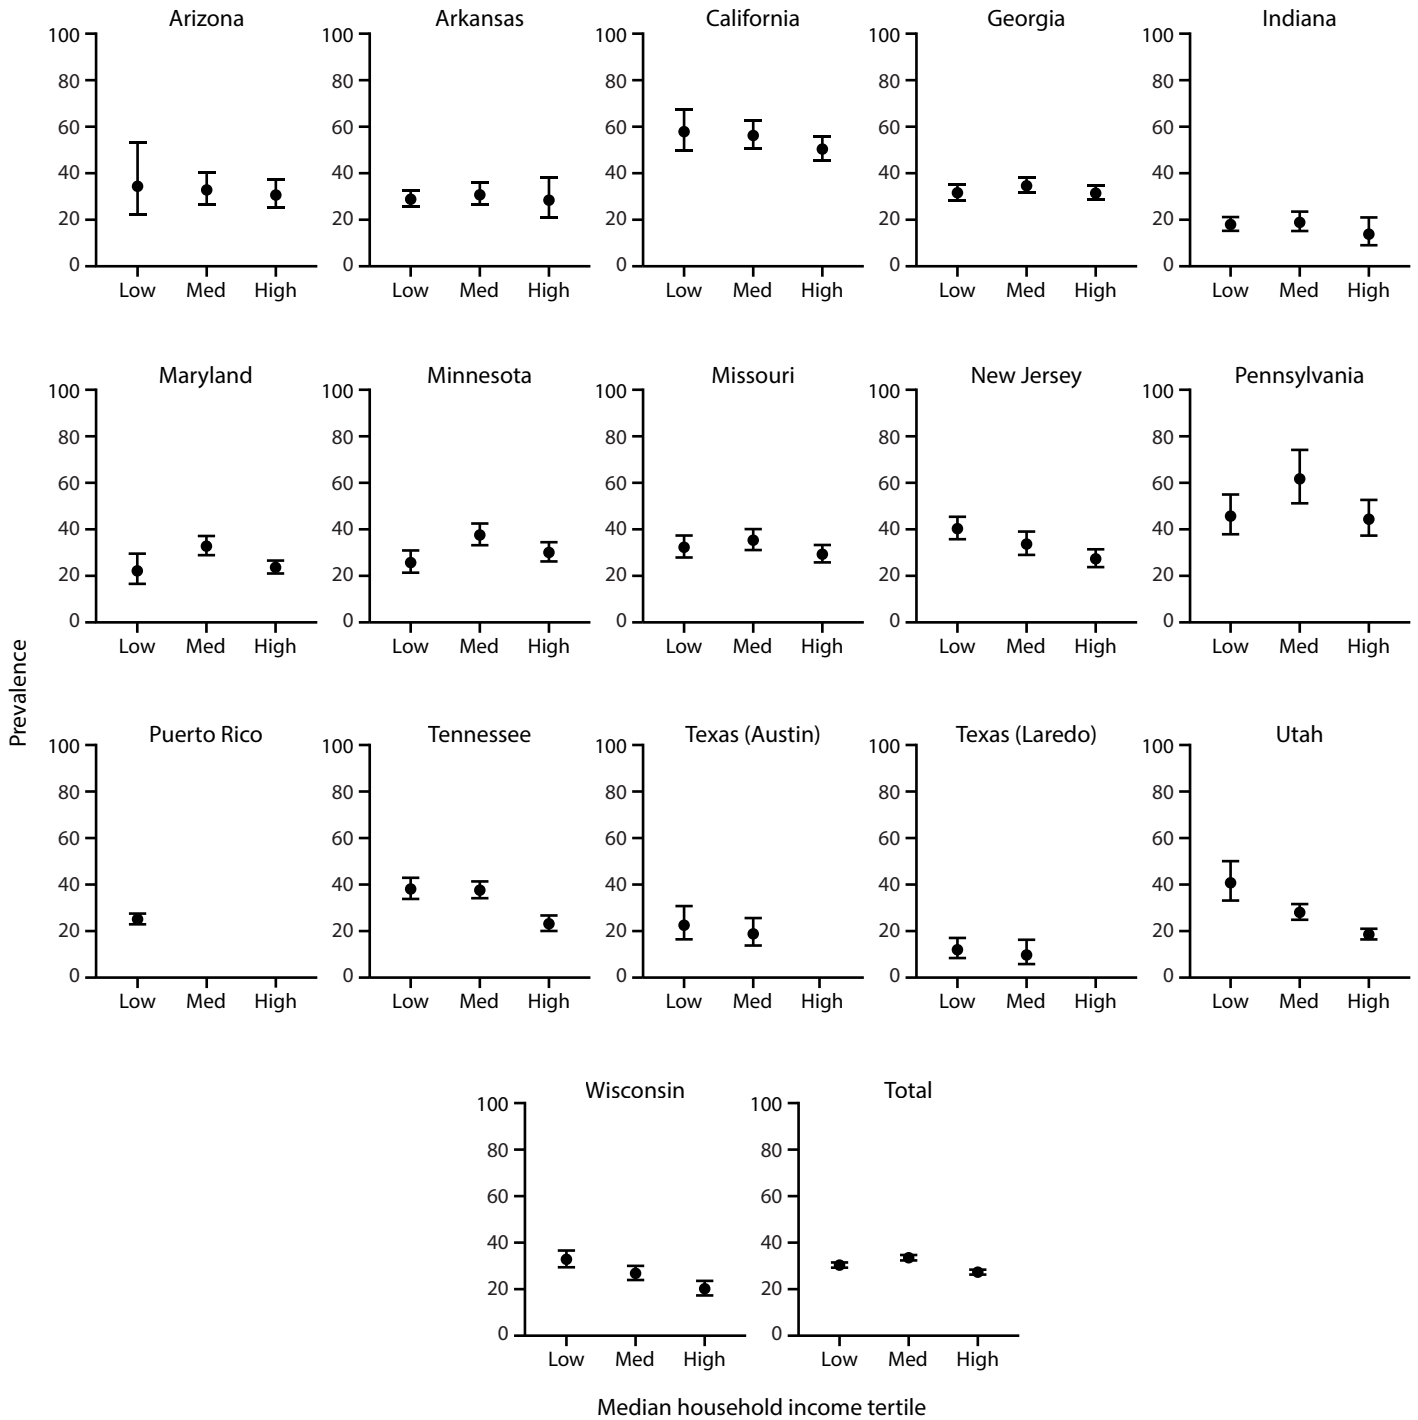 Arizona
Arkansas
California
Georgia
Indiana
100
80
60
40
20
0
Low Med High
100
80
60
40
20
0
Low Med High
100
80
60
40
20
0
Low Med High
100
80
60
40
20
0
Low Med High
100
80
60
40
20
0
Low Med High
Maryland
Minnesota
Missouri
New Jersey
Pennsylvania
100
80
60
40
20
0
Low Med High
100
80
60
40
20
0
Low Med High
100
80
60
40
20
0
Low Med High
100
80
60
40
20
0
Low Med High
100
80
60
40
20
0
Low Med High
Prevalence
Puerto Rico
Tennessee
Texas (Austin)
Texas (Laredo)
Utah
100
80
60
40
20
0
Low Med High
100
80
60
40
20
0
Low Med High
100
80
60
40
20
0
Low Med High
100
80
60
40
20
0
Low Med High
100
80
60
40
20
0
Low Med High
Wisconsin
Total
100
80
60
40
20
0
Low Med High
100
80
60
40
20
0
Low Med High
Median household income tertile